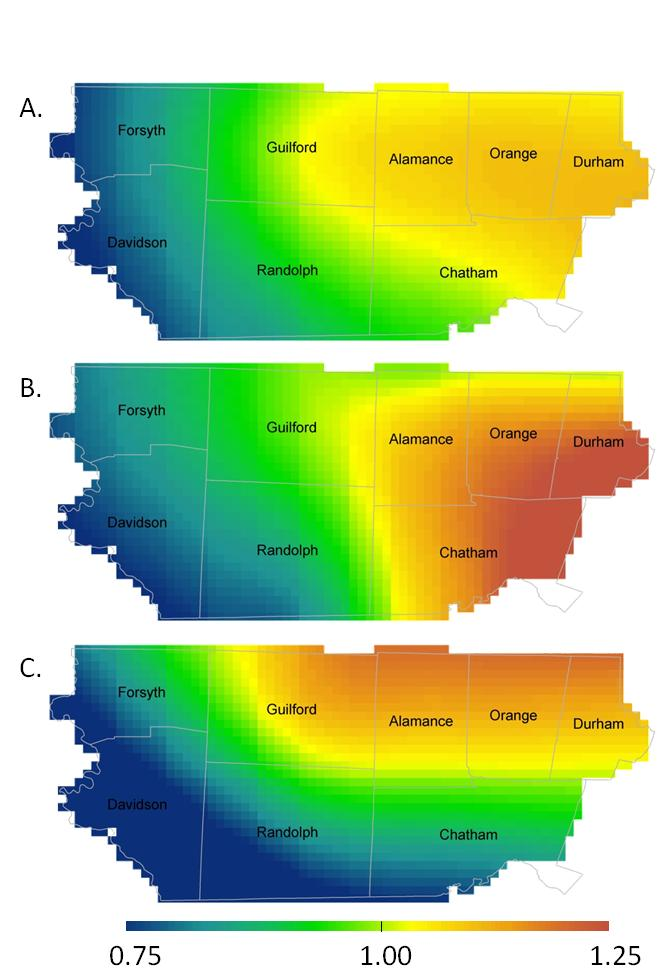 A.
Forsyth
Guilford
Alamance
Orange
Durham
Davidson
Randolph
Chatham
B.
Forsyth
Guilford
Alamance
Orange
Durham
Davidson
Randolph
Chatham
C.
Forsyth
Guilford
Alamance
Orange
Durham
Davidson
Randolph
Chatham
0.75 1.00 1.25